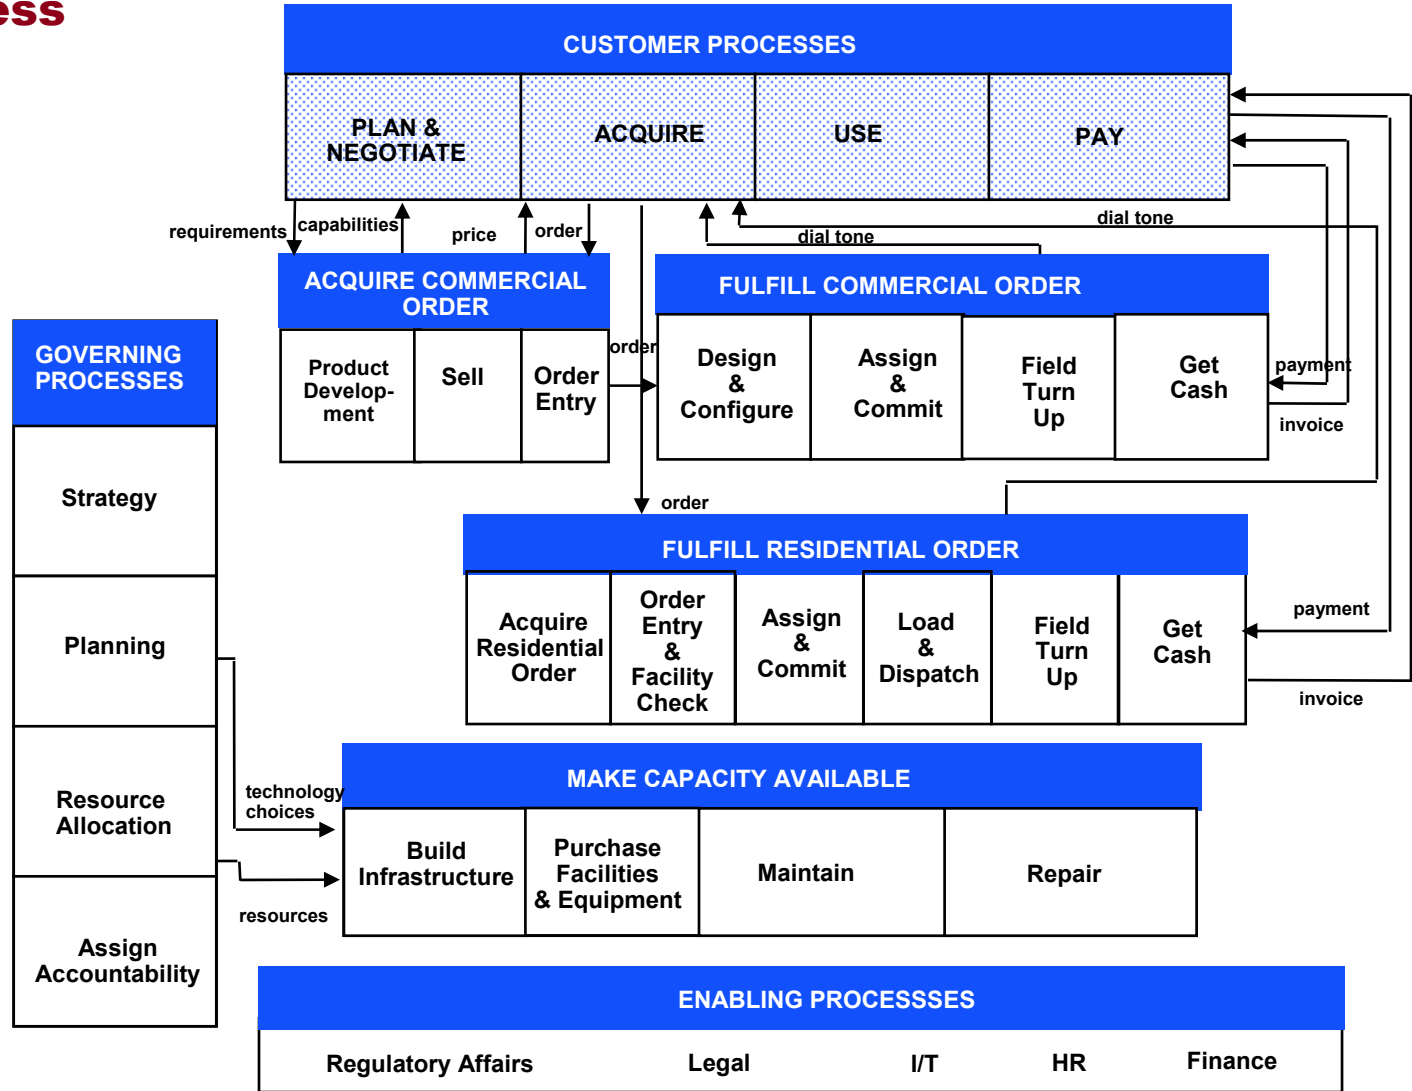 ess
CUSTOMER PROCESSES
PLAN &
NEGOTIATE
ACQUIRE
USE
PAY
requirements
capabilities
price
order
dial tone
dial tone
ACQUIRE COMMERCIAL
ORDER
Product
Develop-
ment
Sell
Order
Entry
order
FULFILL COMMERCIAL ORDER
Design
&
Configure
Assign
&
Commit
Field
Turn
Up
Get
Cash
payment
invoice
GOVERNING
PROCESSES
Strategy
Planning
Resource
Allocation
Assign
Accountability
order
FULFILL RESIDENTIAL ORDER
Acquire
Residential
Order
Order
Entry
&
Facility
Check
Assign
&
Commit
Load
&
Dispatch
Field
Turn
Up
Get
Cash
payment
invoice
technology
choices
resources
MAKE CAPACITY AVAILABLE
Build
Infrastructure
Purchase
Facilities
& Equipment
Maintain
Repair
ENABLING PROCESSSES
Regulatory Affairs
Legal
I/T
HR
Finance